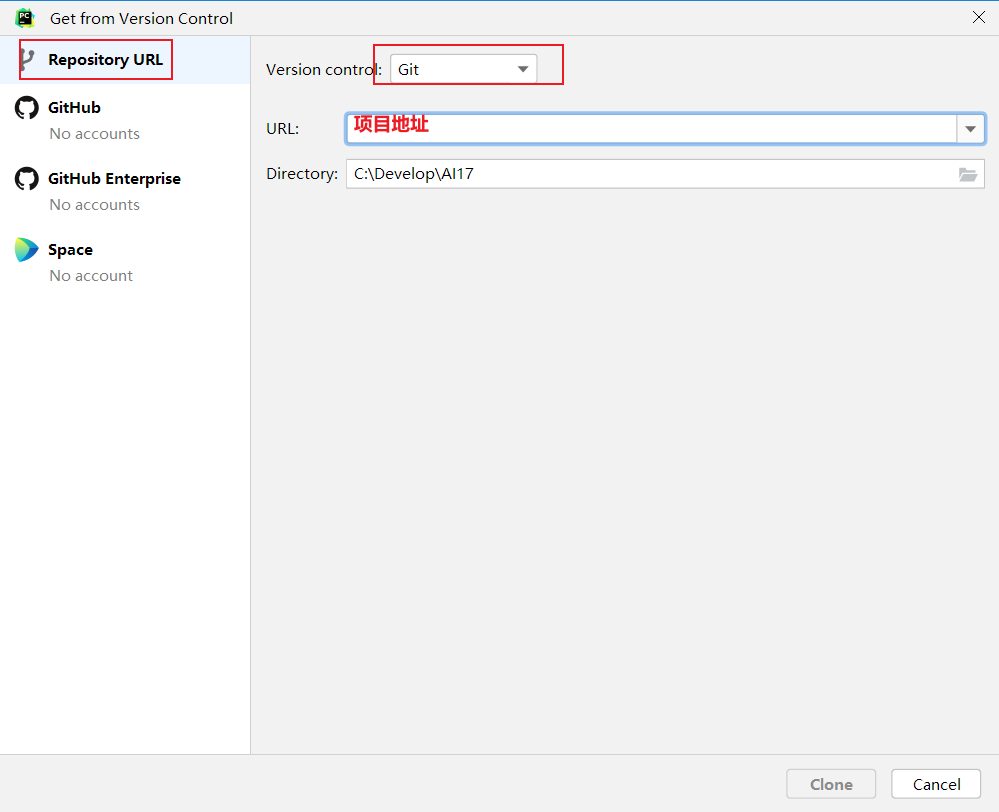 Get from Version Control
Repository URL
GitHub
No accounts
GitHub Enterprise
No accounts
Space
No account
Version control: Git
URL: 项目地址
Directory: C:\Develop\AI17
Clone Cancel